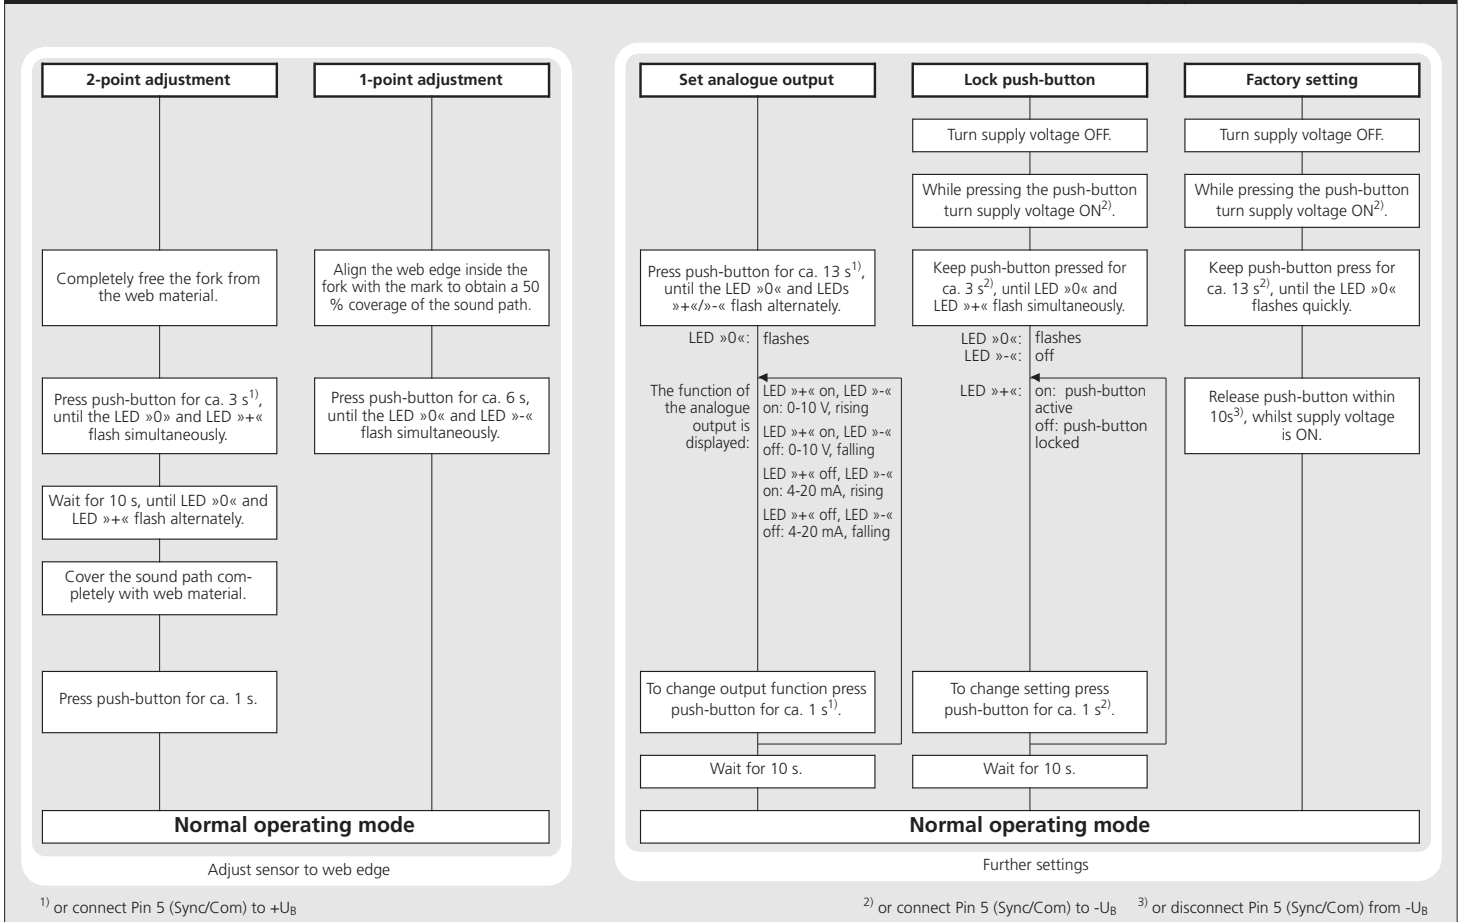 2-point adjustment
Completely free the fork from
the web material.
Press push-button for ca. 3 s1),
until the LED »0» and LED »+«
flash simultaneously.
Wait for 10 s, until LED »0« and
LED »+« flash alternately.
Cover the sound path com-
pletely with web material.
Press push-button for ca. 1 s.
1-point adjustment
Align the web edge inside the
fork with the mark to obtain a 50
% coverage of the sound path.
Press push-button for ca. 6 s,
until the LED »0« and LED »-«
flash simultaneously.
Normal operating mode
Adjust sensor to web edge
Set analogue output
Press push-button for ca. 13 s1),
until the LED »0« and LEDs
»+«/»-« flash alternately.
LED »0«: flashes
The function of
the analogue
output is
displayed:
LED »+« on, LED »-«
on: 0-10 V, rising
LED »+« on, LED »-«
off: 0-10 V, falling
LED »+« off, LED »-«
on: 4-20 mA, rising
LED »+« off, LED »-«
off: 4-20 mA, falling
To change output function press
push-button for ca. 1 s1).
Wait for 10 s.
Lock push-button
Turn supply voltage OFF.
While pressing the push-button
turn supply voltage ON2).
Keep push-button pressed for
ca. 3 s2), until LED »0« and
LED »+« flash simultaneously.
LED »0«: flashes
LED »-«: off
LED »+«: on: push-button
active
off: push-button
locked
To change setting press
push-button for ca. 1 s2).
Wait for 10 s.
Factory setting
Turn supply voltage OFF.
While pressing the push-button
turn supply voltage ON2).
Keep push-button press for
ca. 13 s2), until the LED »0«
flashes quickly.
Release push-button within
10s3), whilst supply voltage
is ON.
Normal operating mode
Further settings
1) or connect Pin 5 (Sync/Com) to +UB
2) or connect Pin 5 (Sync/Com) to -UB
3) or disconnect Pin 5 (Sync/Com) from -UB